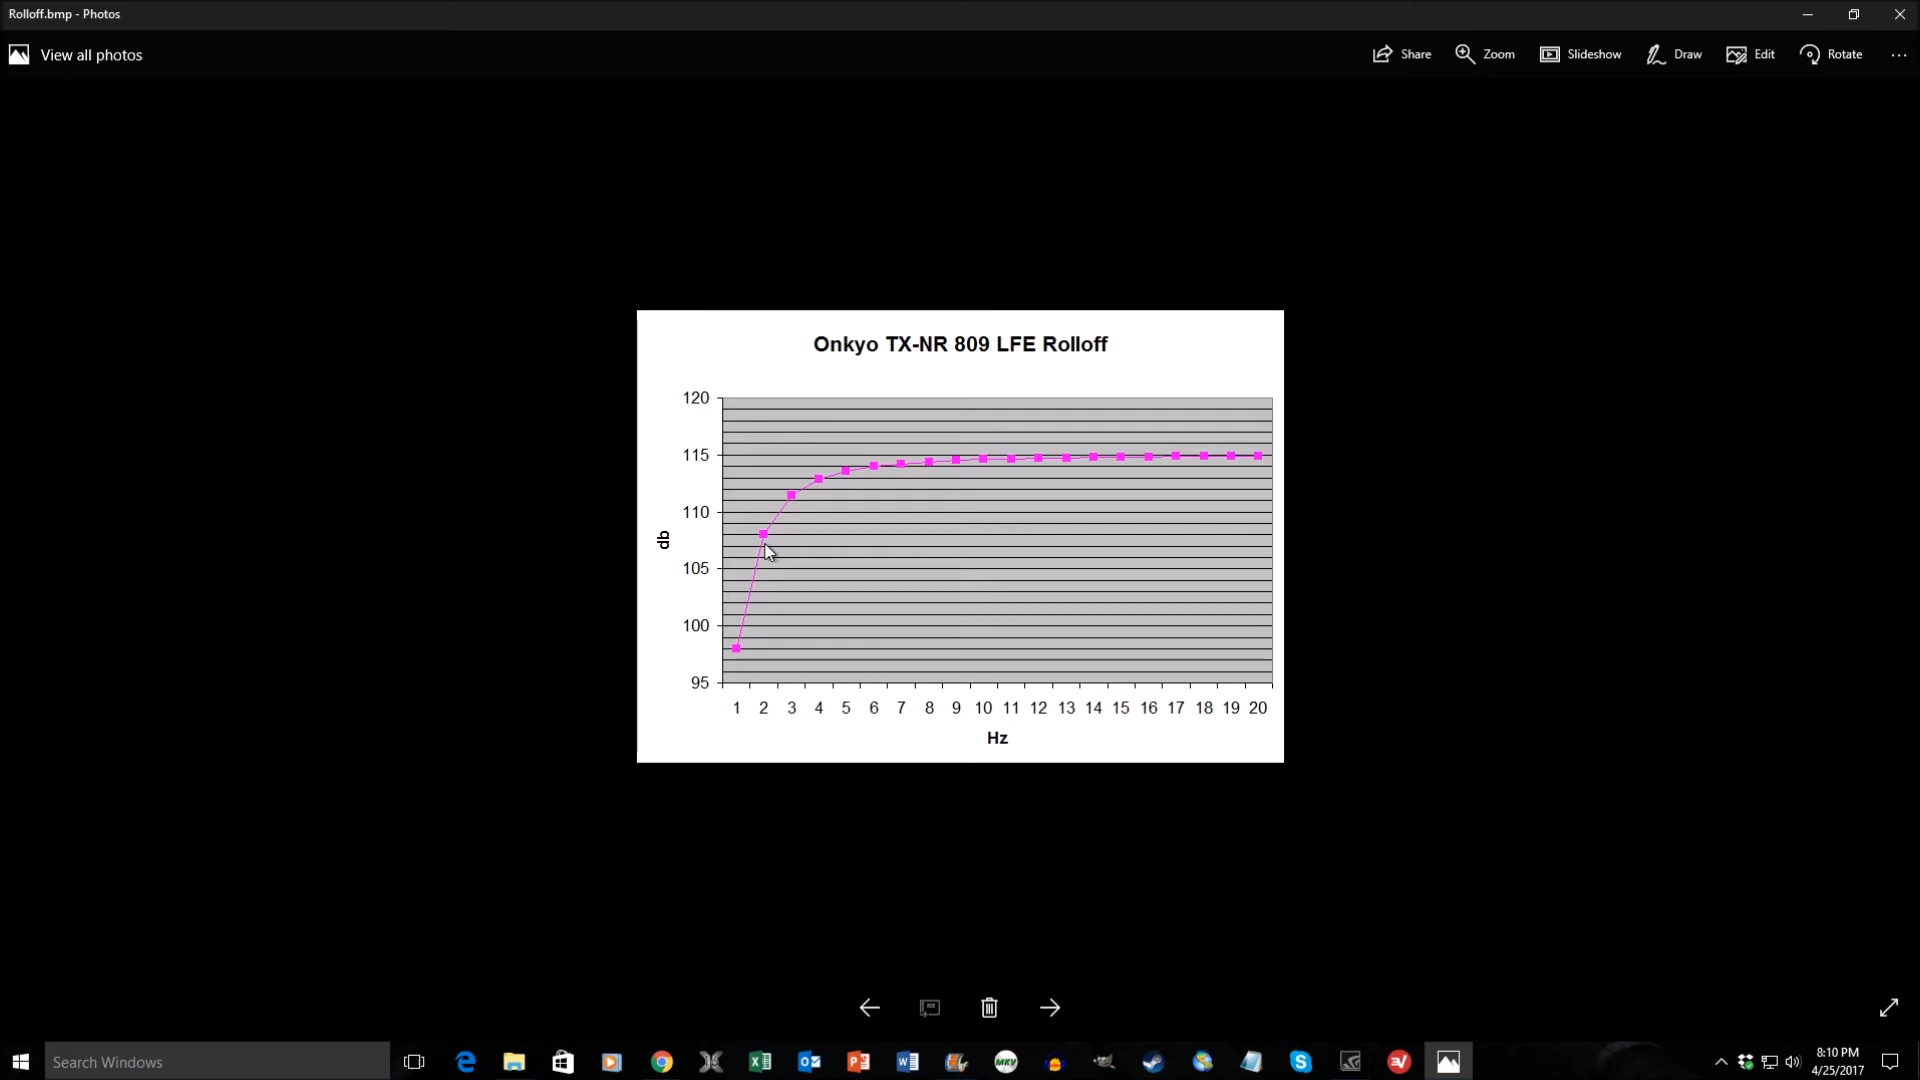 Rolloff.bmp - Photos
View all photos
Share
Zoom
Slideshow
Draw
Edit
Rotate
Onkyo TX-NR 809 LFE Rolloff
120
115
110
105
100
95
db
1 2 3 4 5 6 7 8 9 10 11 12 13 14 15 16 17 18 19 20
Hz
Search Windows
MKV
8:10 PM
4/25/2017